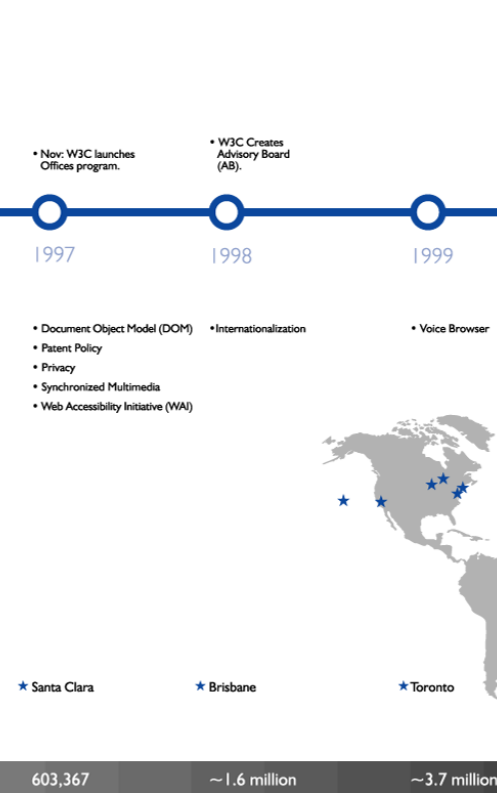 • Nov: W3C launches
Offices program.
• W3C Creates
Advisory Board
(AB).
1997
1998
1999
• Document Object Model (DOM)
• Patent Policy
• Privacy
• Synchronized Multimedia
• Web Accessibility Initiative (WAI)
•Internationalization
• Voice Browser
★ Santa Clara
★ Brisbane
★ Toronto
603,367
~1.6 million
~3.7 million